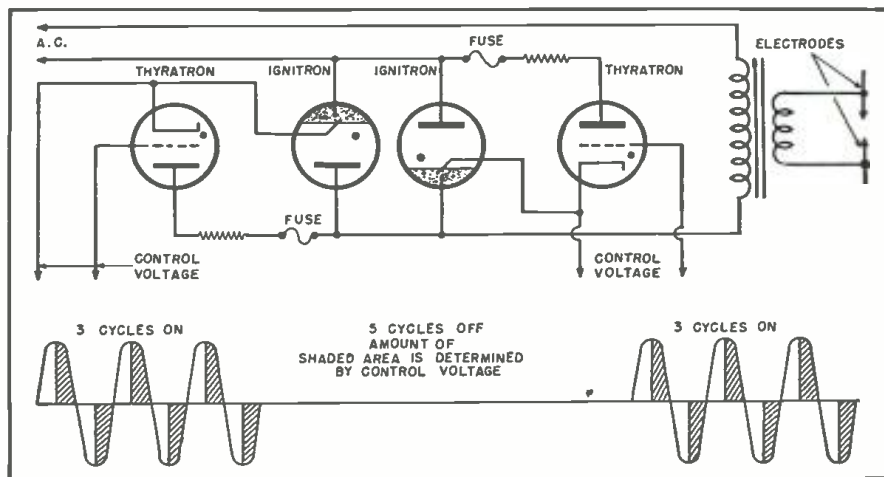 A.C.
FUSE
ELECTRODES
THYRATRON
IGNITRON
IGNITRON
THYRATRON
FUSE
CONTROL
VOLTAGE
CONTROL
VOLTAGE
3 CYCLES ON
5 CYCLES OFF
AMOUNT OF
SHADED AREA IS DETERMINED
BY CONTROL VOLTAGE
3 CYCLES ON